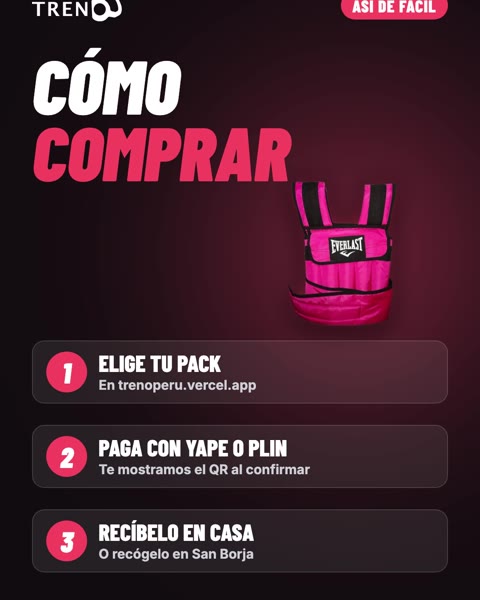 TREN
ASÍ DE FÁCIL
CÓMO
COMPRAR
EVERLAST
1
ELIGE TU PACK
En trenoperu.vercel.app
2
PAGA CON YAPE O PLIN
Te mostramos el QR al confirmar
3
RECÍBELO EN CASA
O recógelo en San Borja